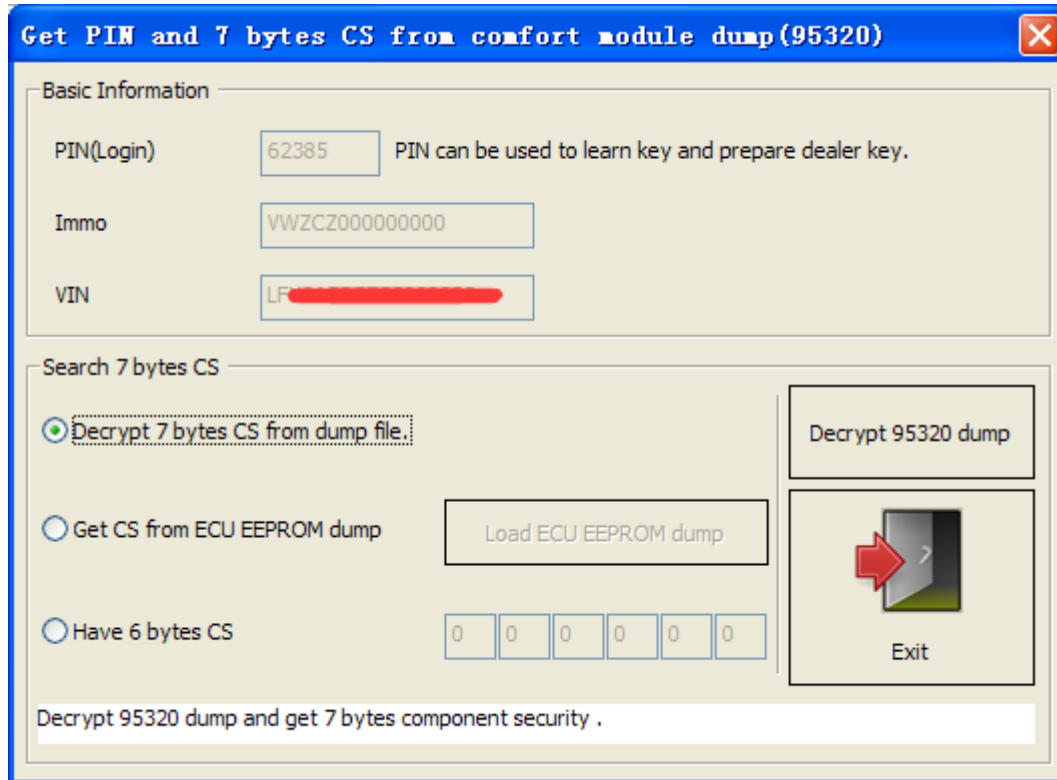 Get PIN and 7 bytes CS from comfort module dump(95320)
Basic Information
PIN(Login)
62385
PIN can be used to learn key and prepare dealer key.
Immo
VWZCZ000000000
VIN
LF
Search 7 bytes CS
Decrypt 7 bytes CS from dump file.
Decrypt 95320 dump
Get CS from ECU EEPROM dump
Load ECU EEPROM dump
Have 6 bytes CS
0 0 0 0 0 0
Exit
Decrypt 95320 dump and get 7 bytes component security .